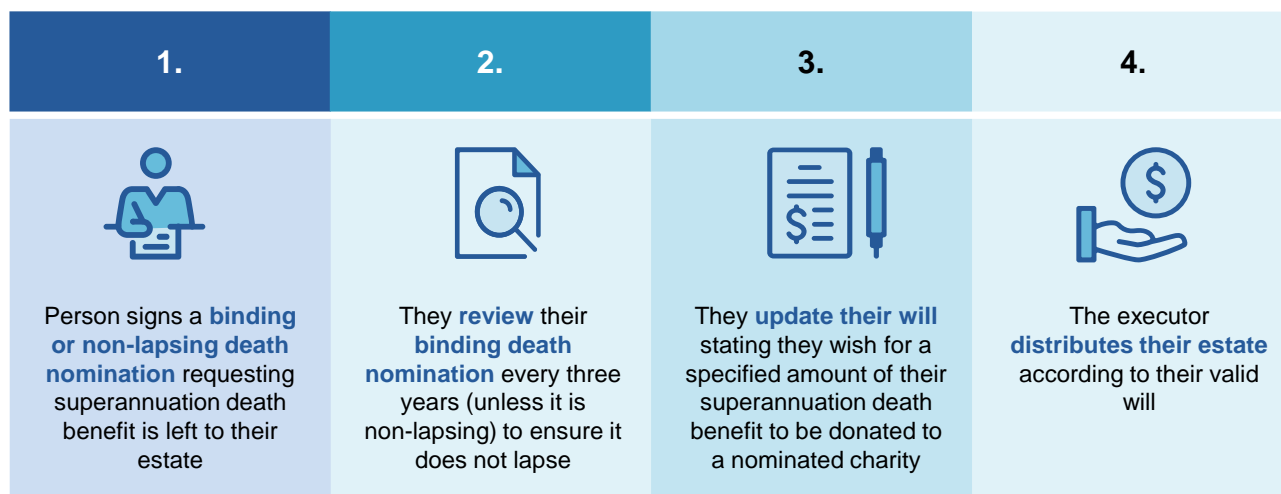 1.
2.
3.
4.
Person signs a binding
or non-lapsing death
nomination requesting
superannuation death
benefit is left to their
estate
They review their
binding death
nomination every three
years (unless it is
non-lapsing) to ensure it
does not lapse
They update their will
stating they wish for a
specified amount of their
superannuation death
benefit to be donated to
a nominated charity
The executor
distributes their estate
according to their valid
will
$
$